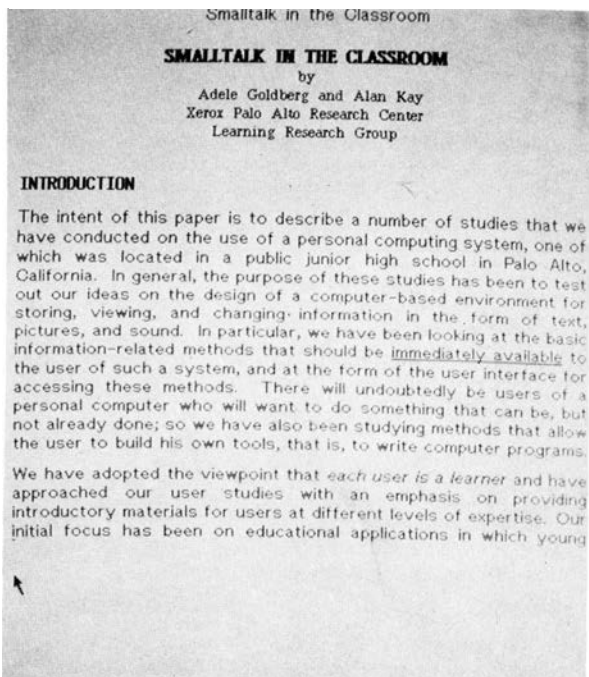 Smalltalk in the Classroom
SMALLTALK IN THE CLASSROOM
by
Adele Goldberg and Alan Kay
Xerox Palo Alto Research Center
Learning Research Group
INTRODUCTION
The intent of this paper is to describe a number of studies that we
have conducted on the use of a personal computing system, one of
which was located in a public junior high school in Palo Alto,
California. In general, the purpose of these studies has been to test
out our ideas on the design of a computer-based environment for
storing, viewing, and changing information in the form of text,
pictures, and sound. In particular, we have been looking at the basic
information-related methods that should be immediately available to
the user of such a system, and at the form of the user interface for
accessing these methods. There will undoubtedly be users of a
personal computer who will want to do something that can be, but
not already done; so we have also been studying methods that allow
the user to build his own tools, that is, to write computer programs.
We have adopted the viewpoint that each user is a learner and have
approached our user studies with an emphasis on providing
introductory materials for users at different levels of expertise. Our
initial focus has been on educational applications in which young